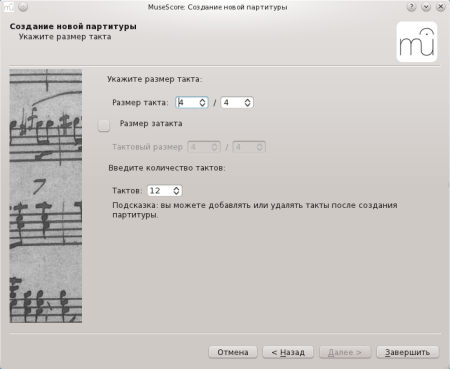 MuseScore: Создание новой партитуры
Создание новой партитуры
Укажите размер такта
Укажите размер такта:
Размер такта: 4 / 4
Размер затакта
Тактовый размер 4 / 4
Введите количество тактов:
Тактов: 12
Подсказка: вы можете добавлять или удалять такты после создания
партитуры.
Отмена < Назад Далее > Завершить